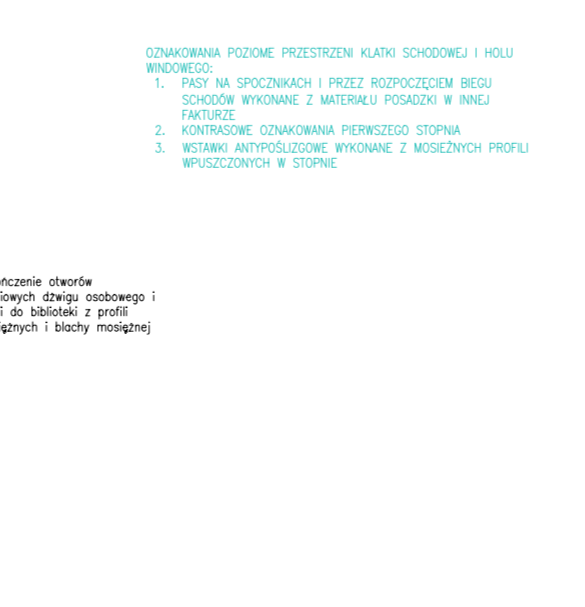 OZNAKOWANIA POZIOME PRZESTRZENI KLATKI SCHODOWEJ I HOLU
WINDOWEGO:
1. PASY NA SPOCZNIKACH I PRZEZ ROZPOCZĘCIEM BIEGU
SCHODÓW WYKONANE Z MATERIAŁU POSADZKI W INNEJ
FAKTURZE
2. KONTRASOWE OZNAKOWANIA PIERWSZEGO STOPNIA
3. WSTAWKI ANTYPOŚLIZGOWE WYKONANE Z MOSIEŻNYCH PROFILI
WPUSZCZONYCH W STOPNIE
ończenie otworów
iowych dźwigu osobowego i
i do biblioteki z profili
iężnych i blachy mosiężnej